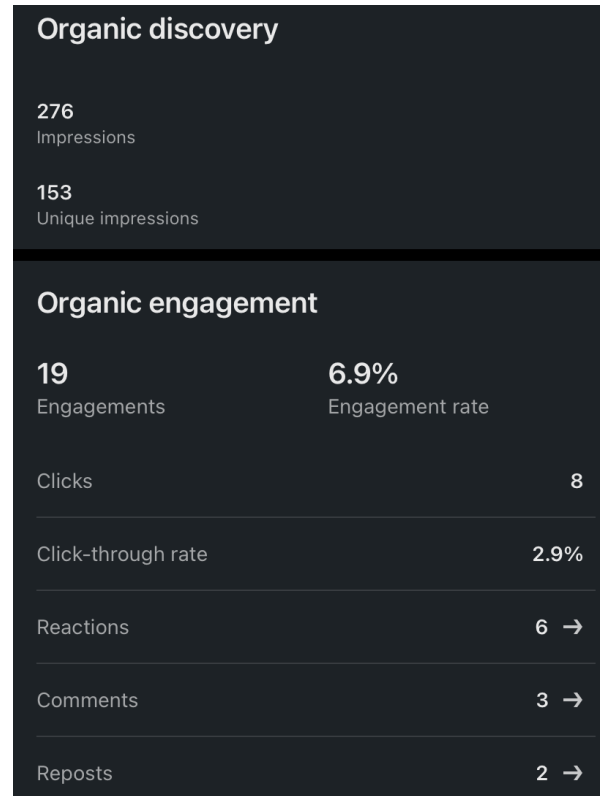 Organic discovery
276
Impressions
153
Unique impressions
Organic engagement
19 6.9%
Engagements Engagement rate
Clicks 8
Click-through rate 2.9%
Reactions 6 →
Comments 3 →
Reposts 2 →